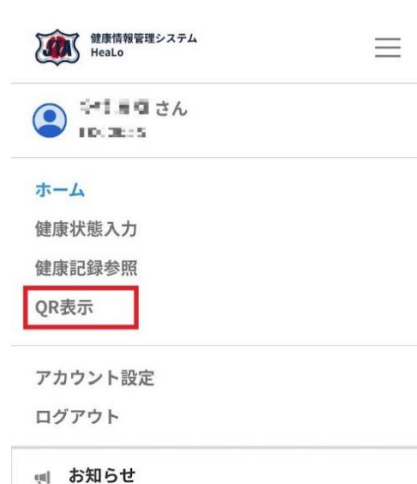 健康情報管理システム
HeaLo
さん
ホーム
健康状態入力
健康記録参照
QR表示
アカウント設定
ログアウト
お知らせ